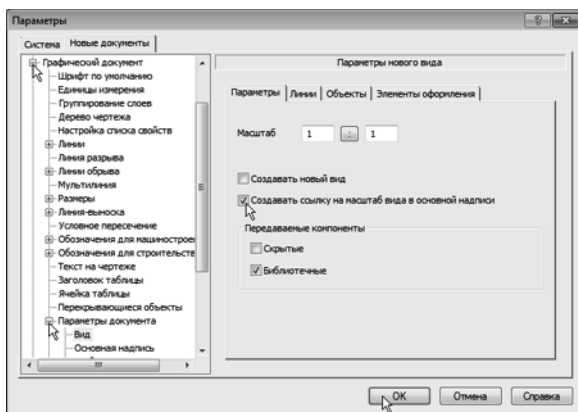 Параметры
Система Новые документы
Графический документ
Шрифт по умолчанию
Единицы измерения
Группирование слоев
Дерево чертежа
Настройка списка свойств
Линии
Линия разрыва
Линии обрыва
Мультилиния
Размеры
Линия-выноска
Условное пересечение
Обозначения для машинострое
Обозначения для строительств
Текст на чертеже
Заголовок таблицы
Ячейка таблицы
Перекрывающиеся объекты
Параметры документа
Вид
Основная надпись
Параметры нового вида
Параметры Линии Объекты Элементы оформления
Масштаб 1 : 1
Создавать новый вид
Создавать ссылку на масштаб вида в основной надписи
Передаваемые компоненты
Скрытые
Библиотечные
OK Отмена Справка